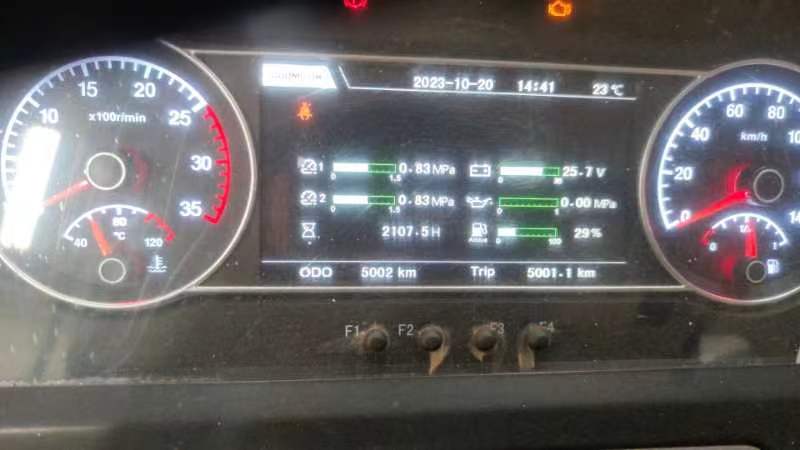 2023-10-20 14:41 23℃
10 15 20 25 30 35
x100r/min
40 80 120
℃
1 0.83 MPa
0 1.5
2 0.83 MPa
0 1.5
2107.5 H
25.7 V
0 30
0.00 MPa
0 1
29%
0 100
ODO 5002 km Trip 5001.1 km
0 20 40 60 80
km/h
0 1
F1 F2 F3 F4